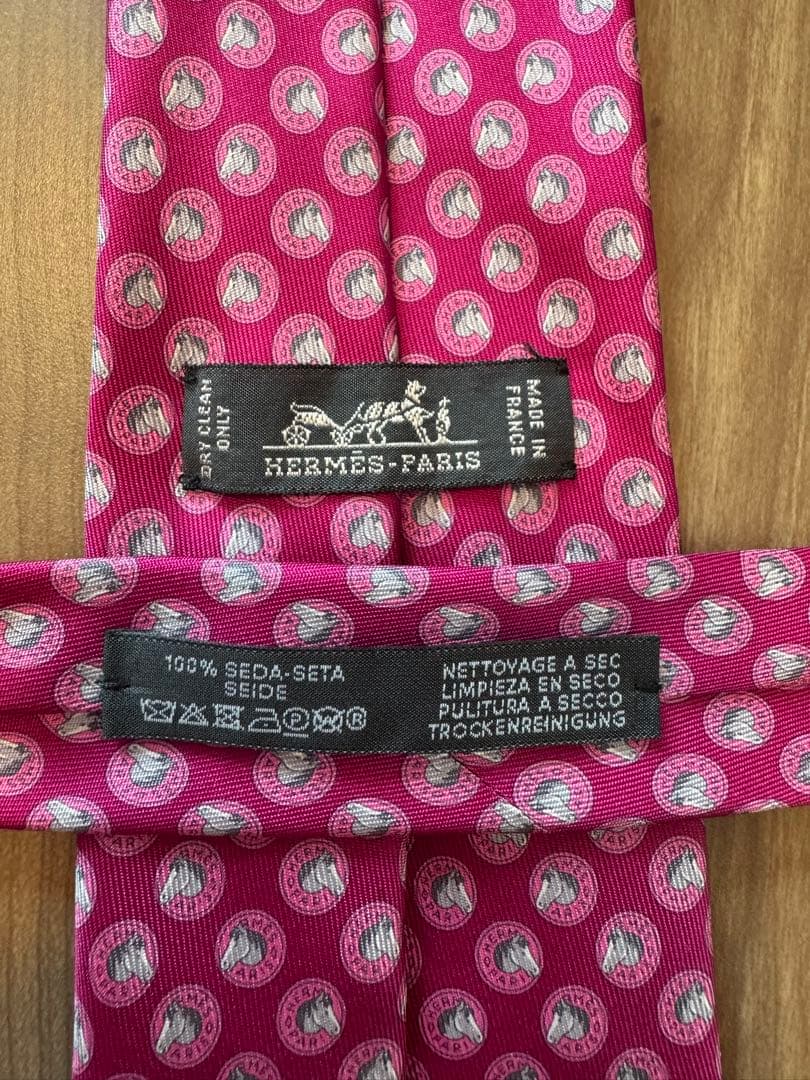 DRY CLEAN
ONLY
HERMÈS-PARIS
MADE IN
FRANCE
100% SEDA-SETA
SEIDE
NETTOYAGE A SEC
LIMPIEZA EN SECO
PULITURA A SECCO
TROCKENREINIGUNG
P
®